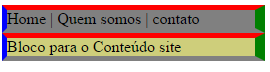 Home | Quem somos | contato
Bloco para o Conteúdo site